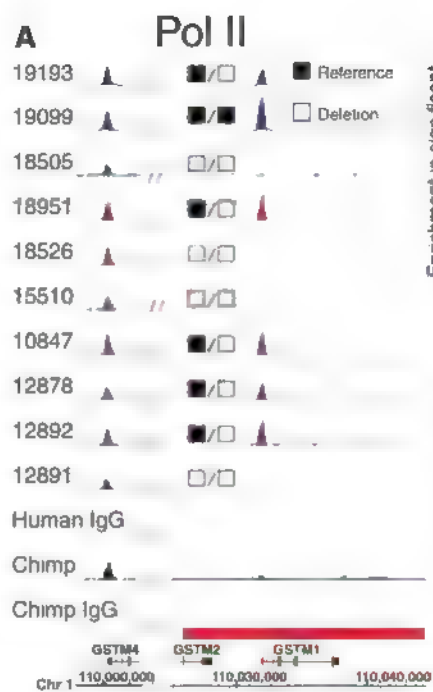 A
Pol II
19193
Reference
19099
Deletion
18505
18951
18526
15510
10847
12878
12892
12891
Human IgG
Chimp
Chimp IgG
GSTM4 GSTM2 GSTM1
Chr 1 110,000,000 110,030,000 110,040,000